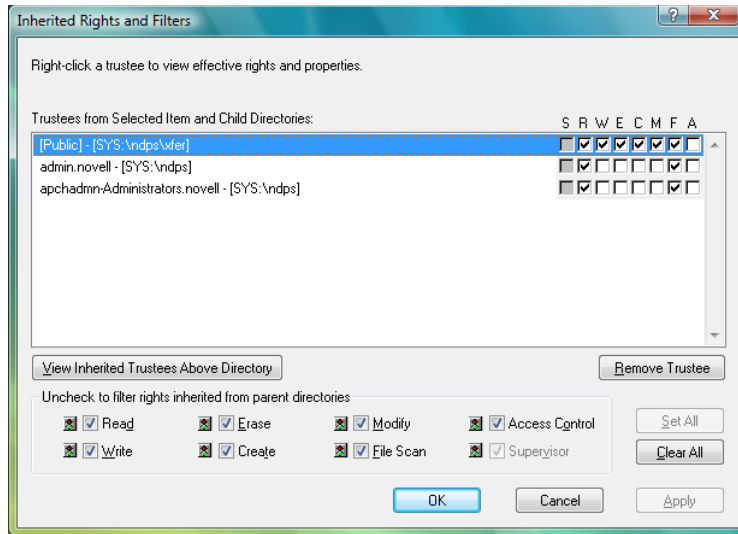 Inherited Rights and Filters
Right-click a trustee to view effective rights and properties.
Trustees from Selected Item and Child Directories:
S R W E C M F A
[Public] - [SYS:\ndps\xfer]
admin.novell - [SYS:\ndps]
apchadmn-Administrators.novell - [SYS:\ndps]
View Inherited Trustees Above Directory
Remove Trustee
Uncheck to filter rights inherited from parent directories
Read Erase Modify Access Control Set All
Write Create File Scan Supervisor Clear All
OK Cancel Apply